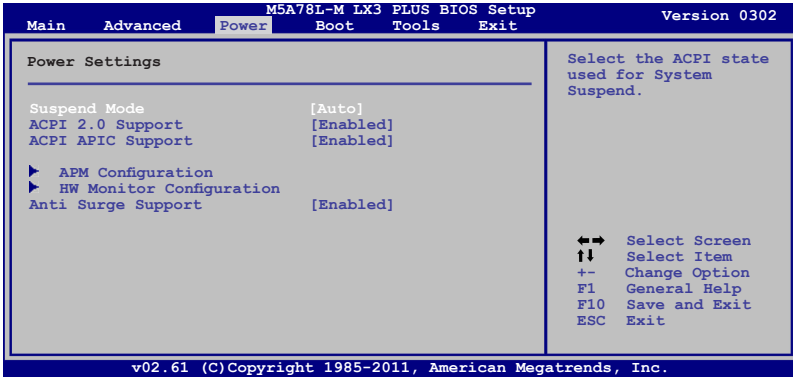 M5A78L-M LX3 PLUS BIOS Setup Version 0302
Main Advanced Power Boot Tools Exit
Power Settings
Suspend Mode [Auto]
ACPI 2.0 Support [Enabled]
ACPI APIC Support [Enabled]
APM Configuration
HW Monitor Configuration
Anti Surge Support [Enabled]
Select the ACPI state
used for System
Suspend.
Select Screen
Select Item
+- Change Option
F1 General Help
F10 Save and Exit
ESC Exit
v02.61 (C)Copyright 1985-2011, American Megatrends, Inc.